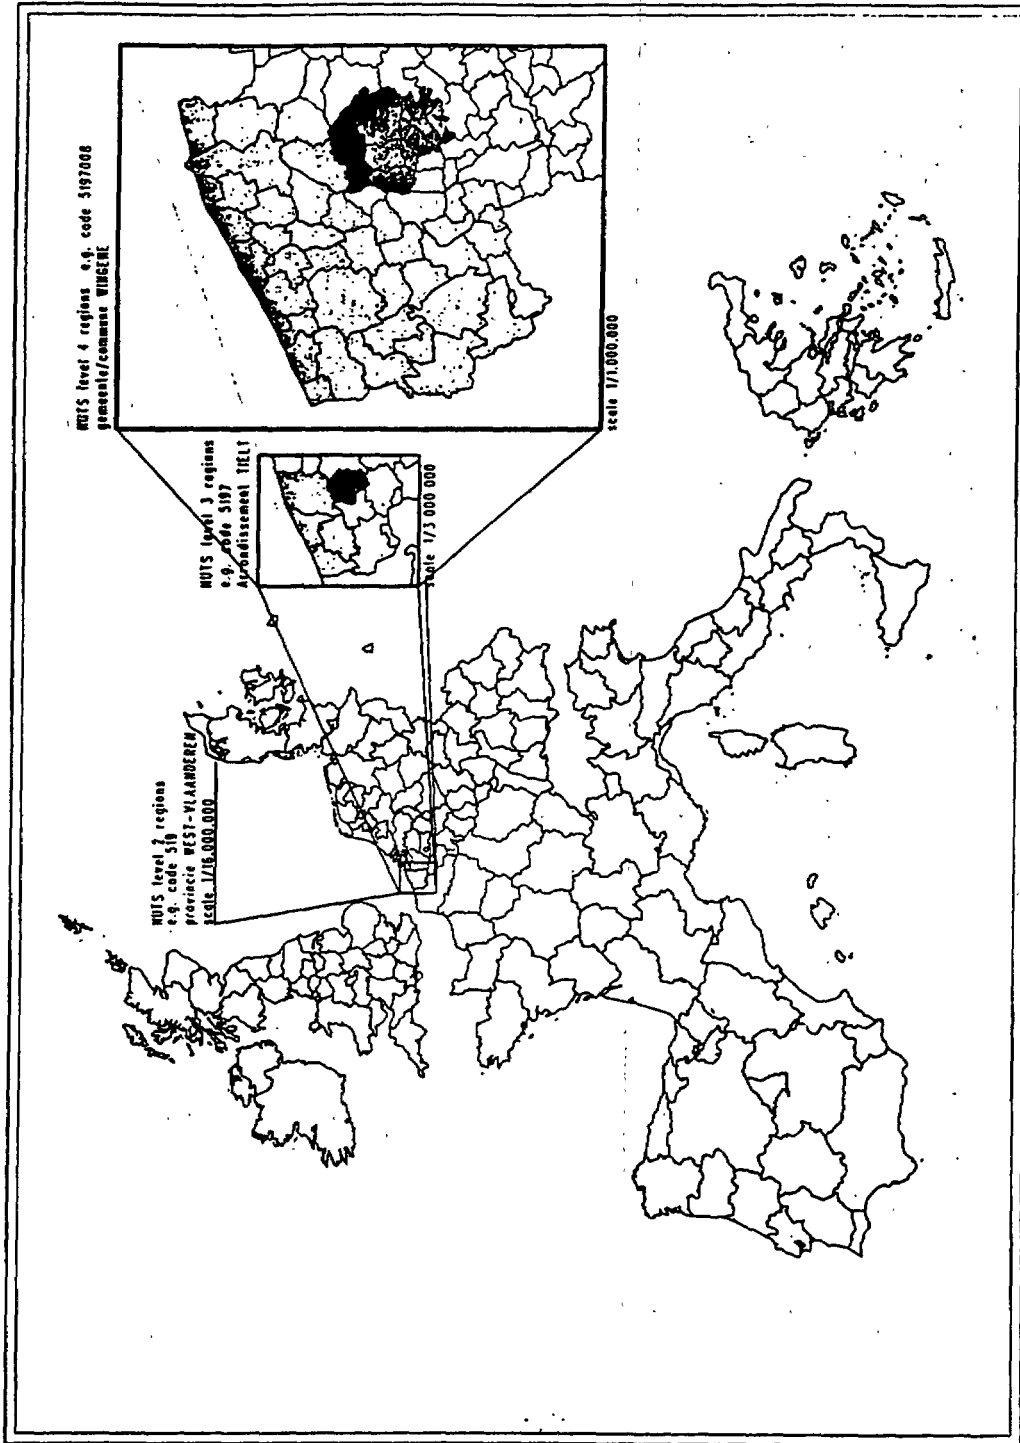 NUTS level 4 regions e.g. code 5197008
gemeente/commune WINGENE
scale 1/1.000.000
NUTS level 3 regions
e.g. code 5197
Arrondissement TIELT
scale 1/3 000 000
NUTS level 2 regions
e.g. code 519
provincie WEST-VLAANDEREN
scale 1/16.000.000